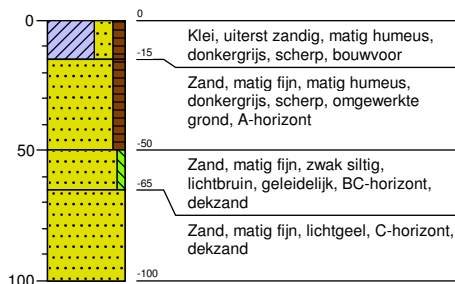 0
0
Klei, uiterst zandig, matig humeus,
donkergrijs, scherp, bouwvoor
-15
Zand, matig fijn, matig humeus,
donkergrijs, scherp, omgewerkte
grond, A-horizont
50
-50
Zand, matig fijn, zwak siltig,
lichtbruin, geleidelijk, BC-horizont,
dekzand
-65
Zand, matig fijn, lichtgeel, C-horizont,
dekzand
100
-100